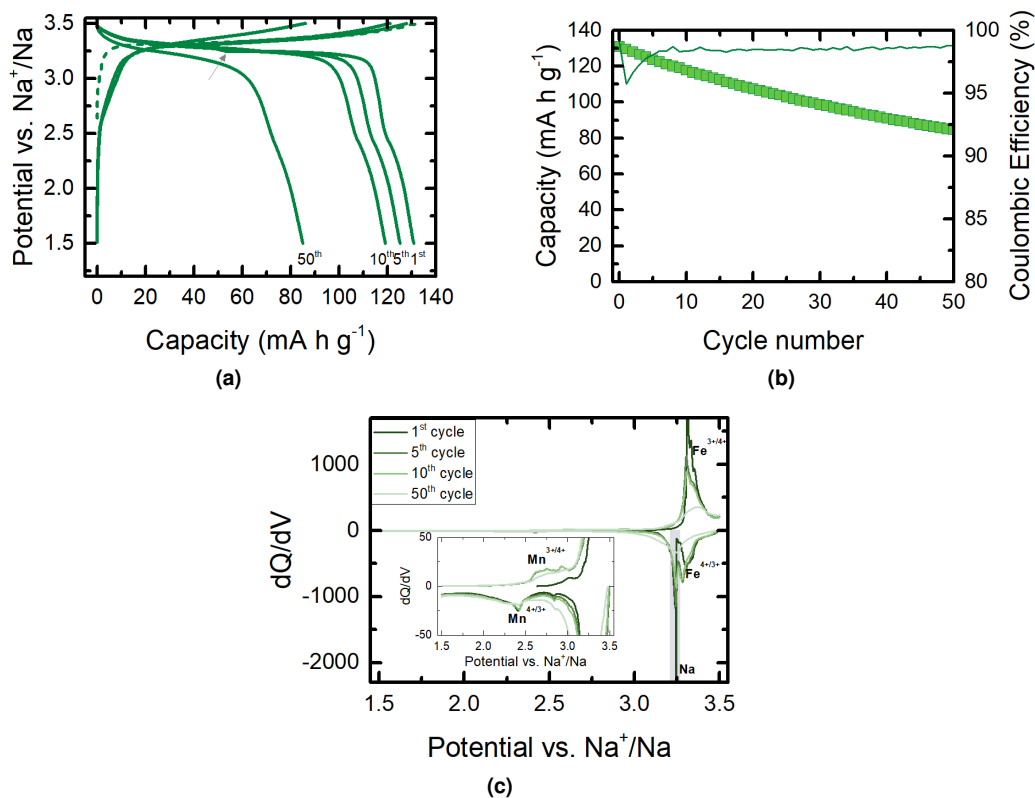 3.5
3.0
2.5
2.0
1.5
Potential vs. Na⁺/Na
50ᵗʰ
10ᵗʰ
5ᵗʰ
1ˢᵗ
0 20 40 60 80 100 120 140
Capacity (mA h g⁻¹)
(a)
140
120
100
80
60
40
20
0
Capacity (mA h g⁻¹)
100
95
90
85
80
Coulombic Efficiency (%)
0 10 20 30 40 50
Cycle number
(b)
1ˢᵗ cycle
5ᵗʰ cycle
10ᵗʰ cycle
50ᵗʰ cycle
1000
0
-1000
-2000
dQ/dV
Fe³⁺/⁴⁺
Fe⁴⁺/³⁺
Na
50
0
-50
dQ/dV
Mn³⁺/⁴⁺
Mn⁴⁺/³⁺
1.5 2.0 2.5 3.0 3.5
Potential vs. Na⁺/Na
1.5 2.0 2.5 3.0 3.5
Potential vs. Na⁺/Na
(c)